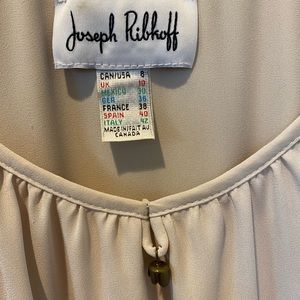 Joseph Ribkoff
CAN/USA 8
UK 10
MEXICO 30
GER 36
FRANCE 38
SPAIN 40
ITALY 42
MADE IN/FAIT AU
CANADA